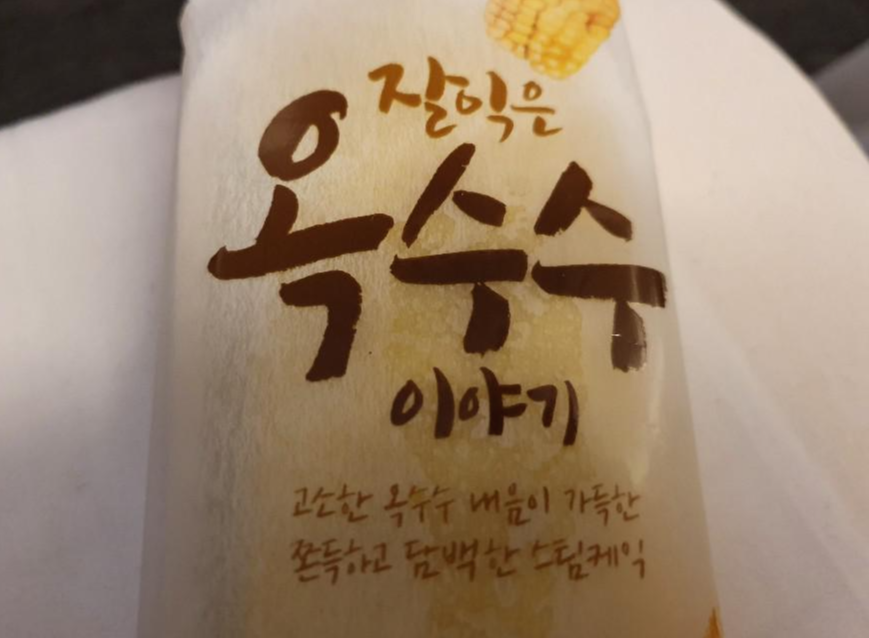 잘익은
옥수수
이야기
고소한 옥수수 내음이 가득한
쫀득하고 담백한 스팀케익